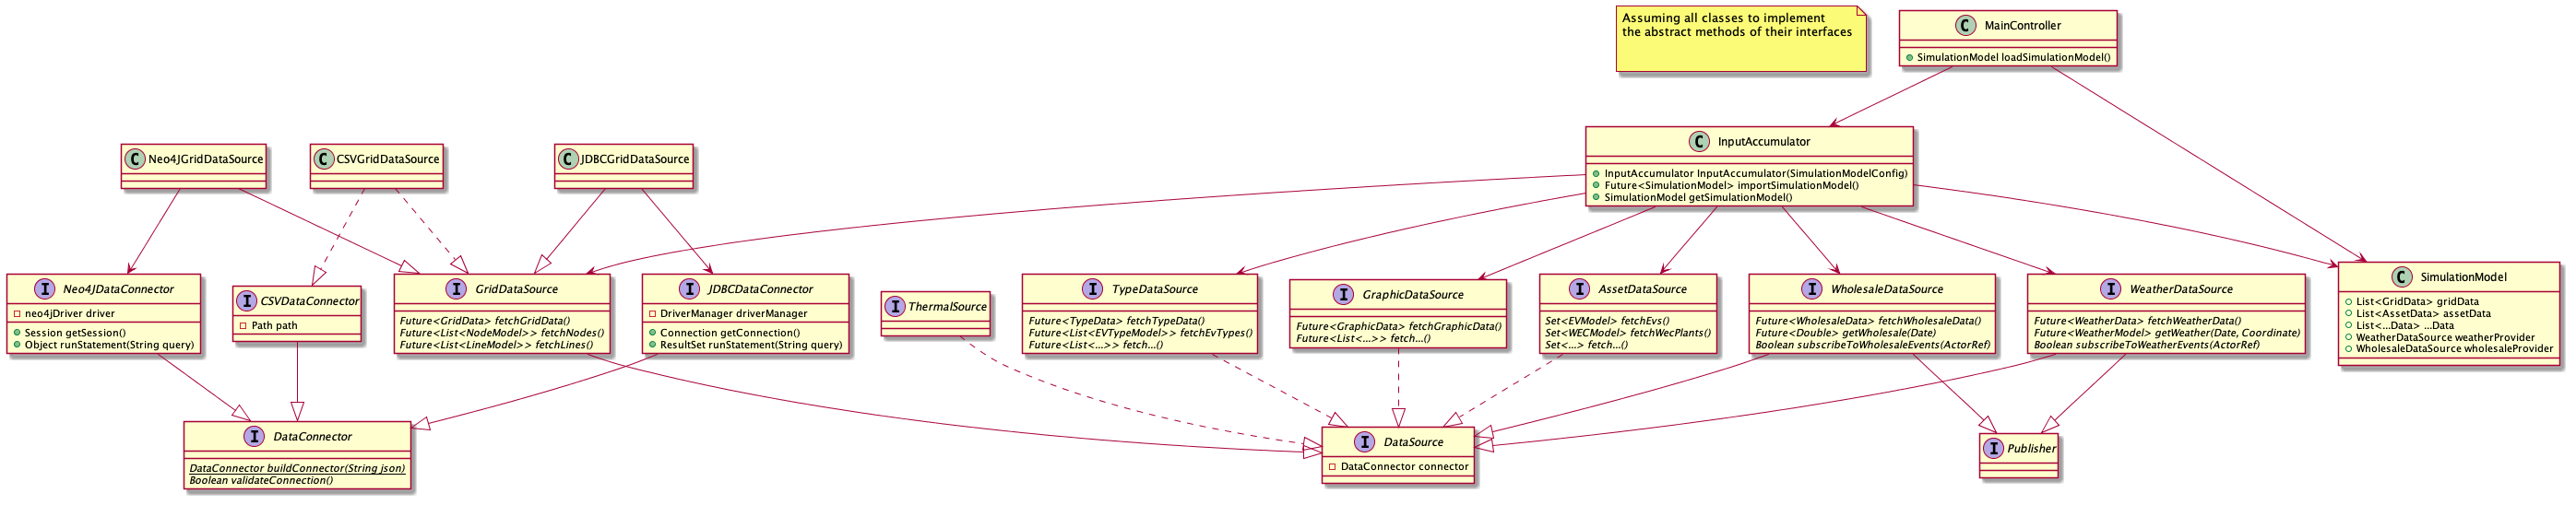 Assuming all classes to implement
the abstract methods of their interfaces
C MainController
SimulationModel loadSimulationModel()
C Neo4JGridDataSource
C CSVGridDataSource
C JDBCGridDataSource
C InputAccumulator
InputAccumulator InputAccumulator(SimulationModelConfig)
Future<SimulationModel> importSimulationModel()
SimulationModel getSimulationModel()
I Neo4JDataConnector
neo4jDriver driver
Session getSession()
Object runStatement(String query)
I CSVDataConnector
Path path
I GridDataSource
Future<GridData> fetchGridData()
Future<List<NodeModel>> fetchNodes()
Future<List<LineModel>> fetchLines()
I JDBCDataConnector
DriverManager driverManager
Connection getConnection()
ResultSet runStatement(String query)
I ThermalSource
I TypeDataSource
Future<TypeData> fetchTypeData()
Future<List<EVTypeModel>> fetchEvTypes()
Future<List<...>> fetch...()
I GraphicDataSource
Future<GraphicData> fetchGraphicData()
Future<List<...>> fetch...()
I AssetDataSource
Set<EVModel> fetchEvs()
Set<WECModel> fetchWecPlants()
Set<...> fetch...()
I WholesaleDataSource
Future<WholesaleData> fetchWholesaleData()
Future<Double> getWholesale(Date)
Boolean subscribeToWholesaleEvents(ActorRef)
I WeatherDataSource
Future<WeatherData> fetchWeatherData()
Future<WeatherModel> getWeather(Date, Coordinate)
Boolean subscribeToWeatherEvents(ActorRef)
C SimulationModel
List<GridData> gridData
List<AssetData> assetData
List<...Data> ...Data
WeatherDataSource weatherProvider
WholesaleDataSource wholesaleProvider
I DataConnector
DataConnector buildConnector(String json)
Boolean validateConnection()
I DataSource
DataConnector connector
I Publisher